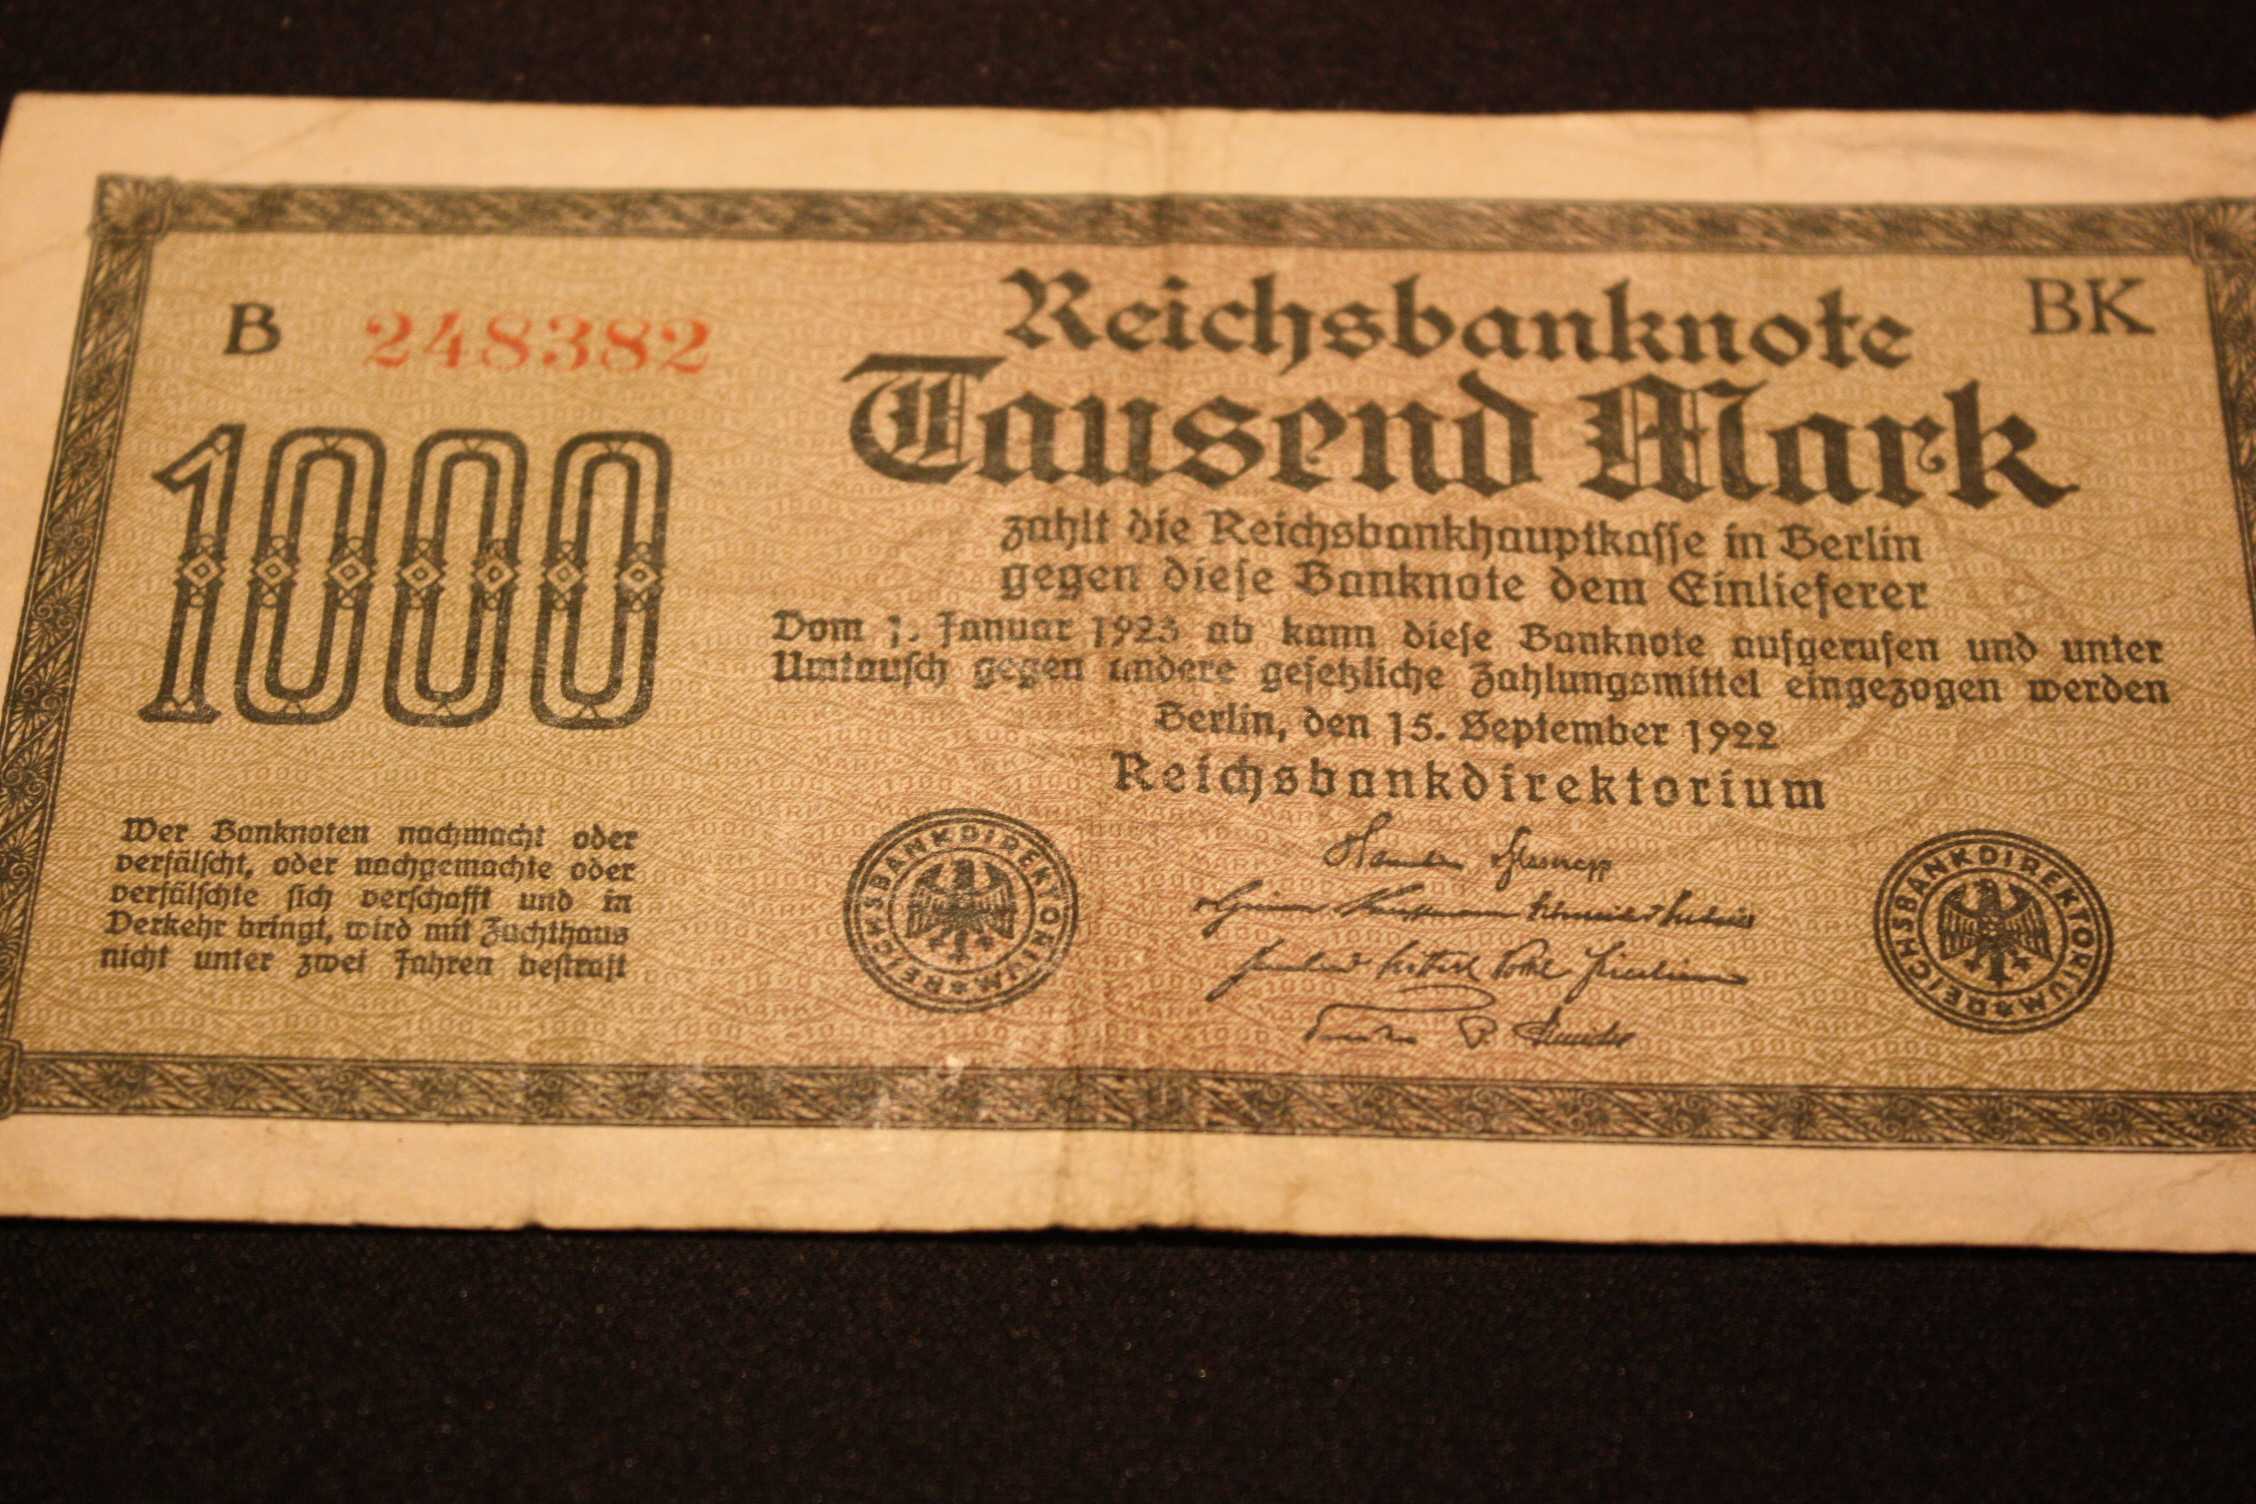 B 248382
BK
1000
Reichsbanknote
Tausend Mark
zahlt die Reichsbankhauptkasse in Berlin
gegen diese Banknote dem Einlieferer
Vom 1. Januar 1923 ab kann diese Banknote aufgerufen und unter
Umtausch gegen andere gesetzliche Zahlungsmittel eingezogen werden
Berlin, den 15. September 1922
Reichsbankdirektorium
Wer Banknoten nachmacht oder
verfälscht, oder nachgemachte oder
verfälschte sich verschafft und in
Verkehr bringt, wird mit Zuchthaus
nicht unter zwei Jahren bestraft
REICHSBANKDIREKTORIUM
REICHSBANKDIREKTORIUM